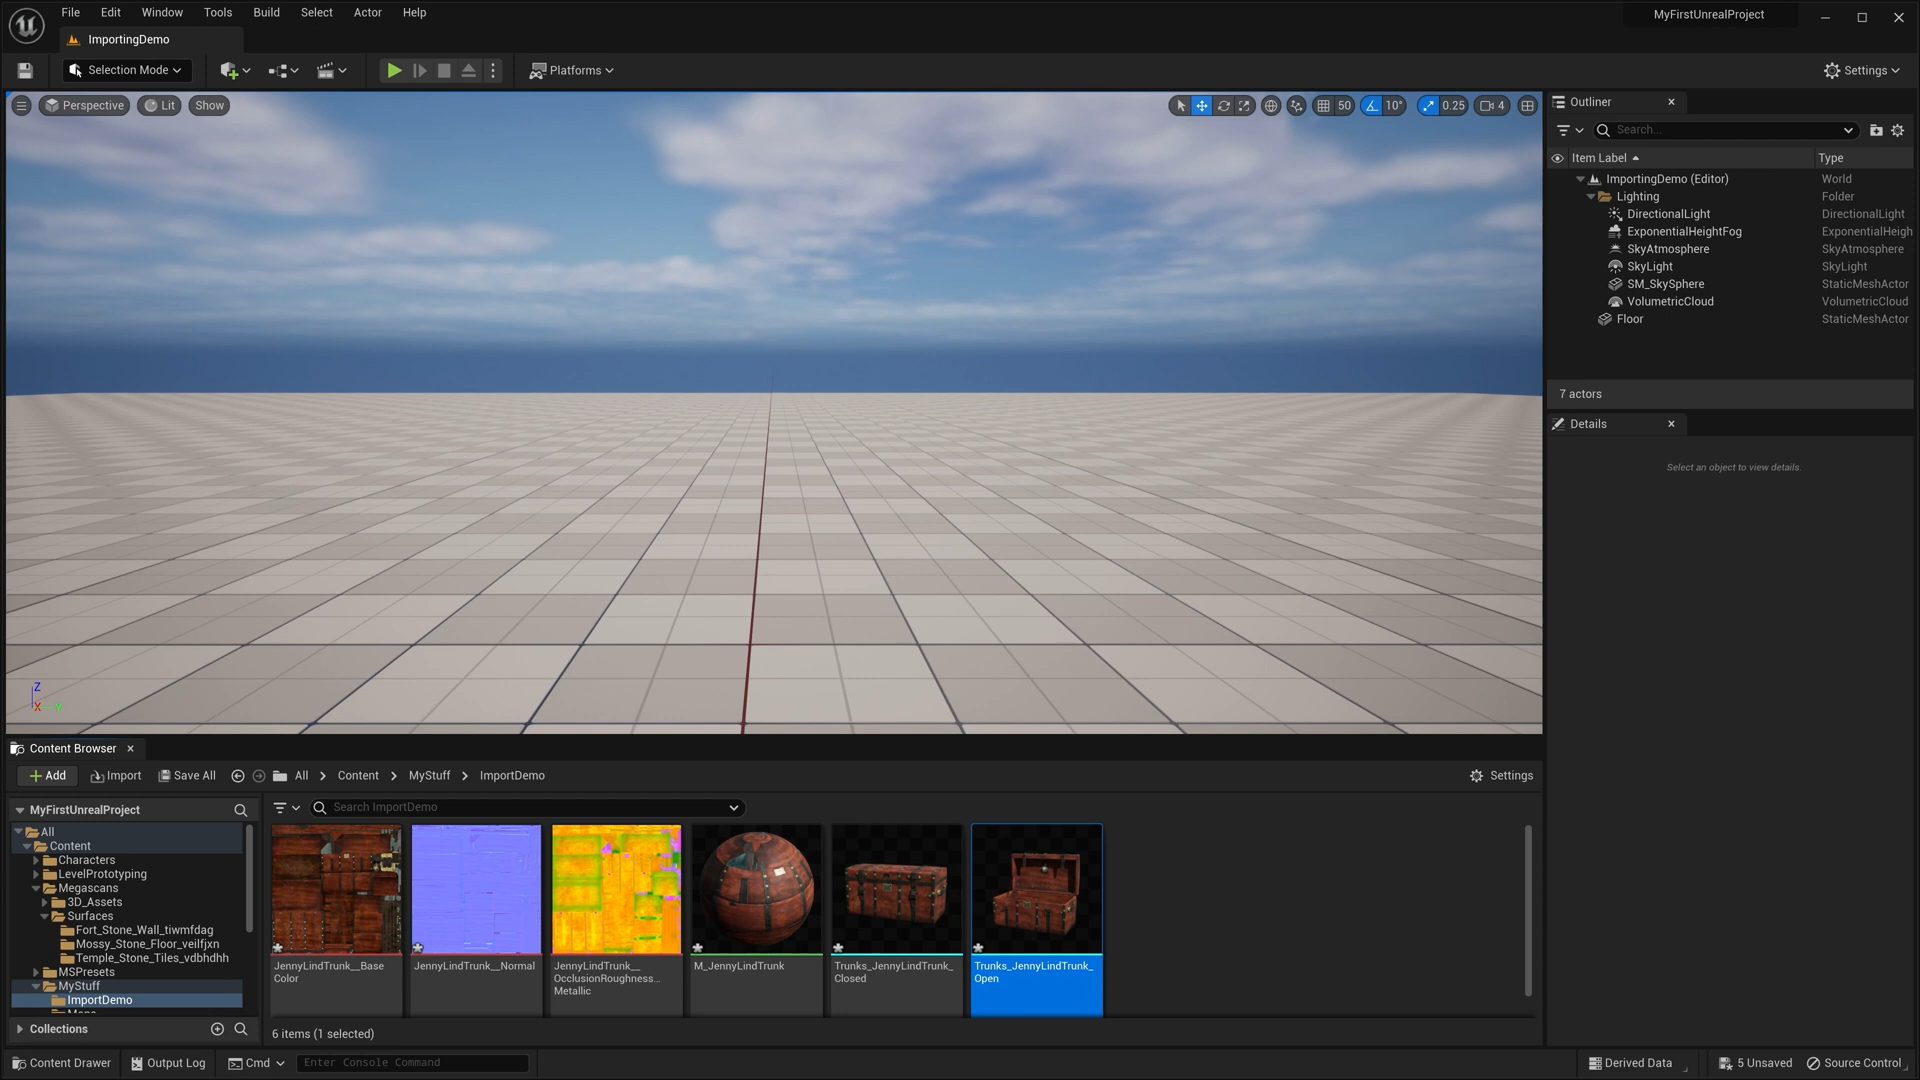 File Edit Window Tools Build Select Actor Help
MyFirstUnrealProject
ImportingDemo
Selection Mode
Platforms
Settings
Perspective
Lit
Show
50
10°
0.25
4
Outliner
Search...
Item Label
Type
ImportingDemo (Editor) World
Lighting Folder
DirectionalLight DirectionalLight
ExponentialHeightFog ExponentialHeigh
SkyAtmosphere SkyAtmosphere
SkyLight SkyLight
SM_SkySphere StaticMeshActor
VolumetricCloud VolumetricCloud
Floor StaticMeshActor
7 actors
Details
Select an object to view details.
Z
X
Y
Content Browser
Add
Import
Save All
All > Content > MyStuff > ImportDemo
Settings
MyFirstUnrealProject
Search ImportDemo
All
Content
Characters
LevelPrototyping
Megascans
3D_Assets
Surfaces
Fort_Stone_Wall_tiwmfdag
Mossy_Stone_Floor_veilfjxn
Temple_Stone_Tiles_vdbhdhh
MSPresets
MyStuff
ImportDemo
Maps
Collections
JennyLindTrunk__Base
Color
JennyLindTrunk__Normal
JennyLindTrunk__
OcclusionRoughness...
Metallic
M_JennyLindTrunk
Trunks_JennyLindTrunk_
Closed
Trunks_JennyLindTrunk_
Open
6 items (1 selected)
Content Drawer
Output Log
Cmd
Enter Console Command
Derived Data
5 Unsaved
Source Control